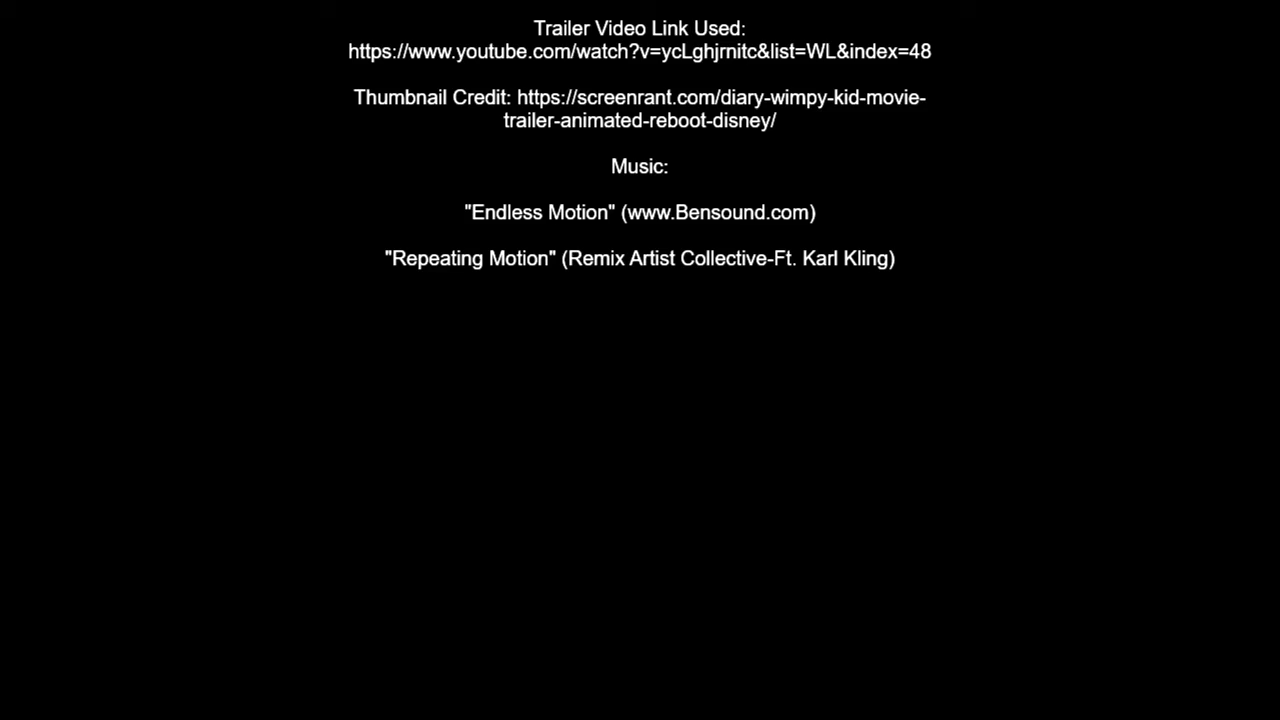 Trailer Video Link Used:
https://www.youtube.com/watch?v=ycLghjrnitc&list=WL&index=48
Thumbnail Credit: https://screenrant.com/diary-wimpy-kid-movie-
trailer-animated-reboot-disney/
Music:
"Endless Motion" (www.Bensound.com)
"Repeating Motion" (Remix Artist Collective-Ft. Karl Kling)